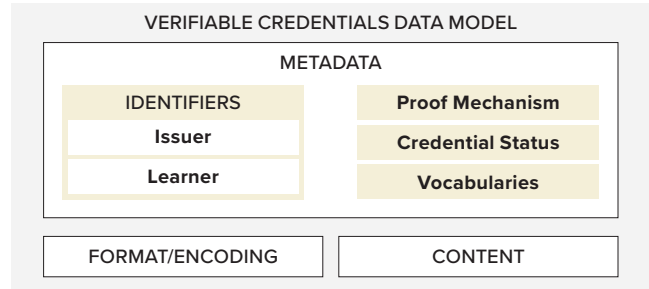 VERIFIABLE CREDENTIALS DATA MODEL
METADATA
IDENTIFIERS
Issuer
Learner
Proof Mechanism
Credential Status
Vocabularies
FORMAT/ENCODING
CONTENT